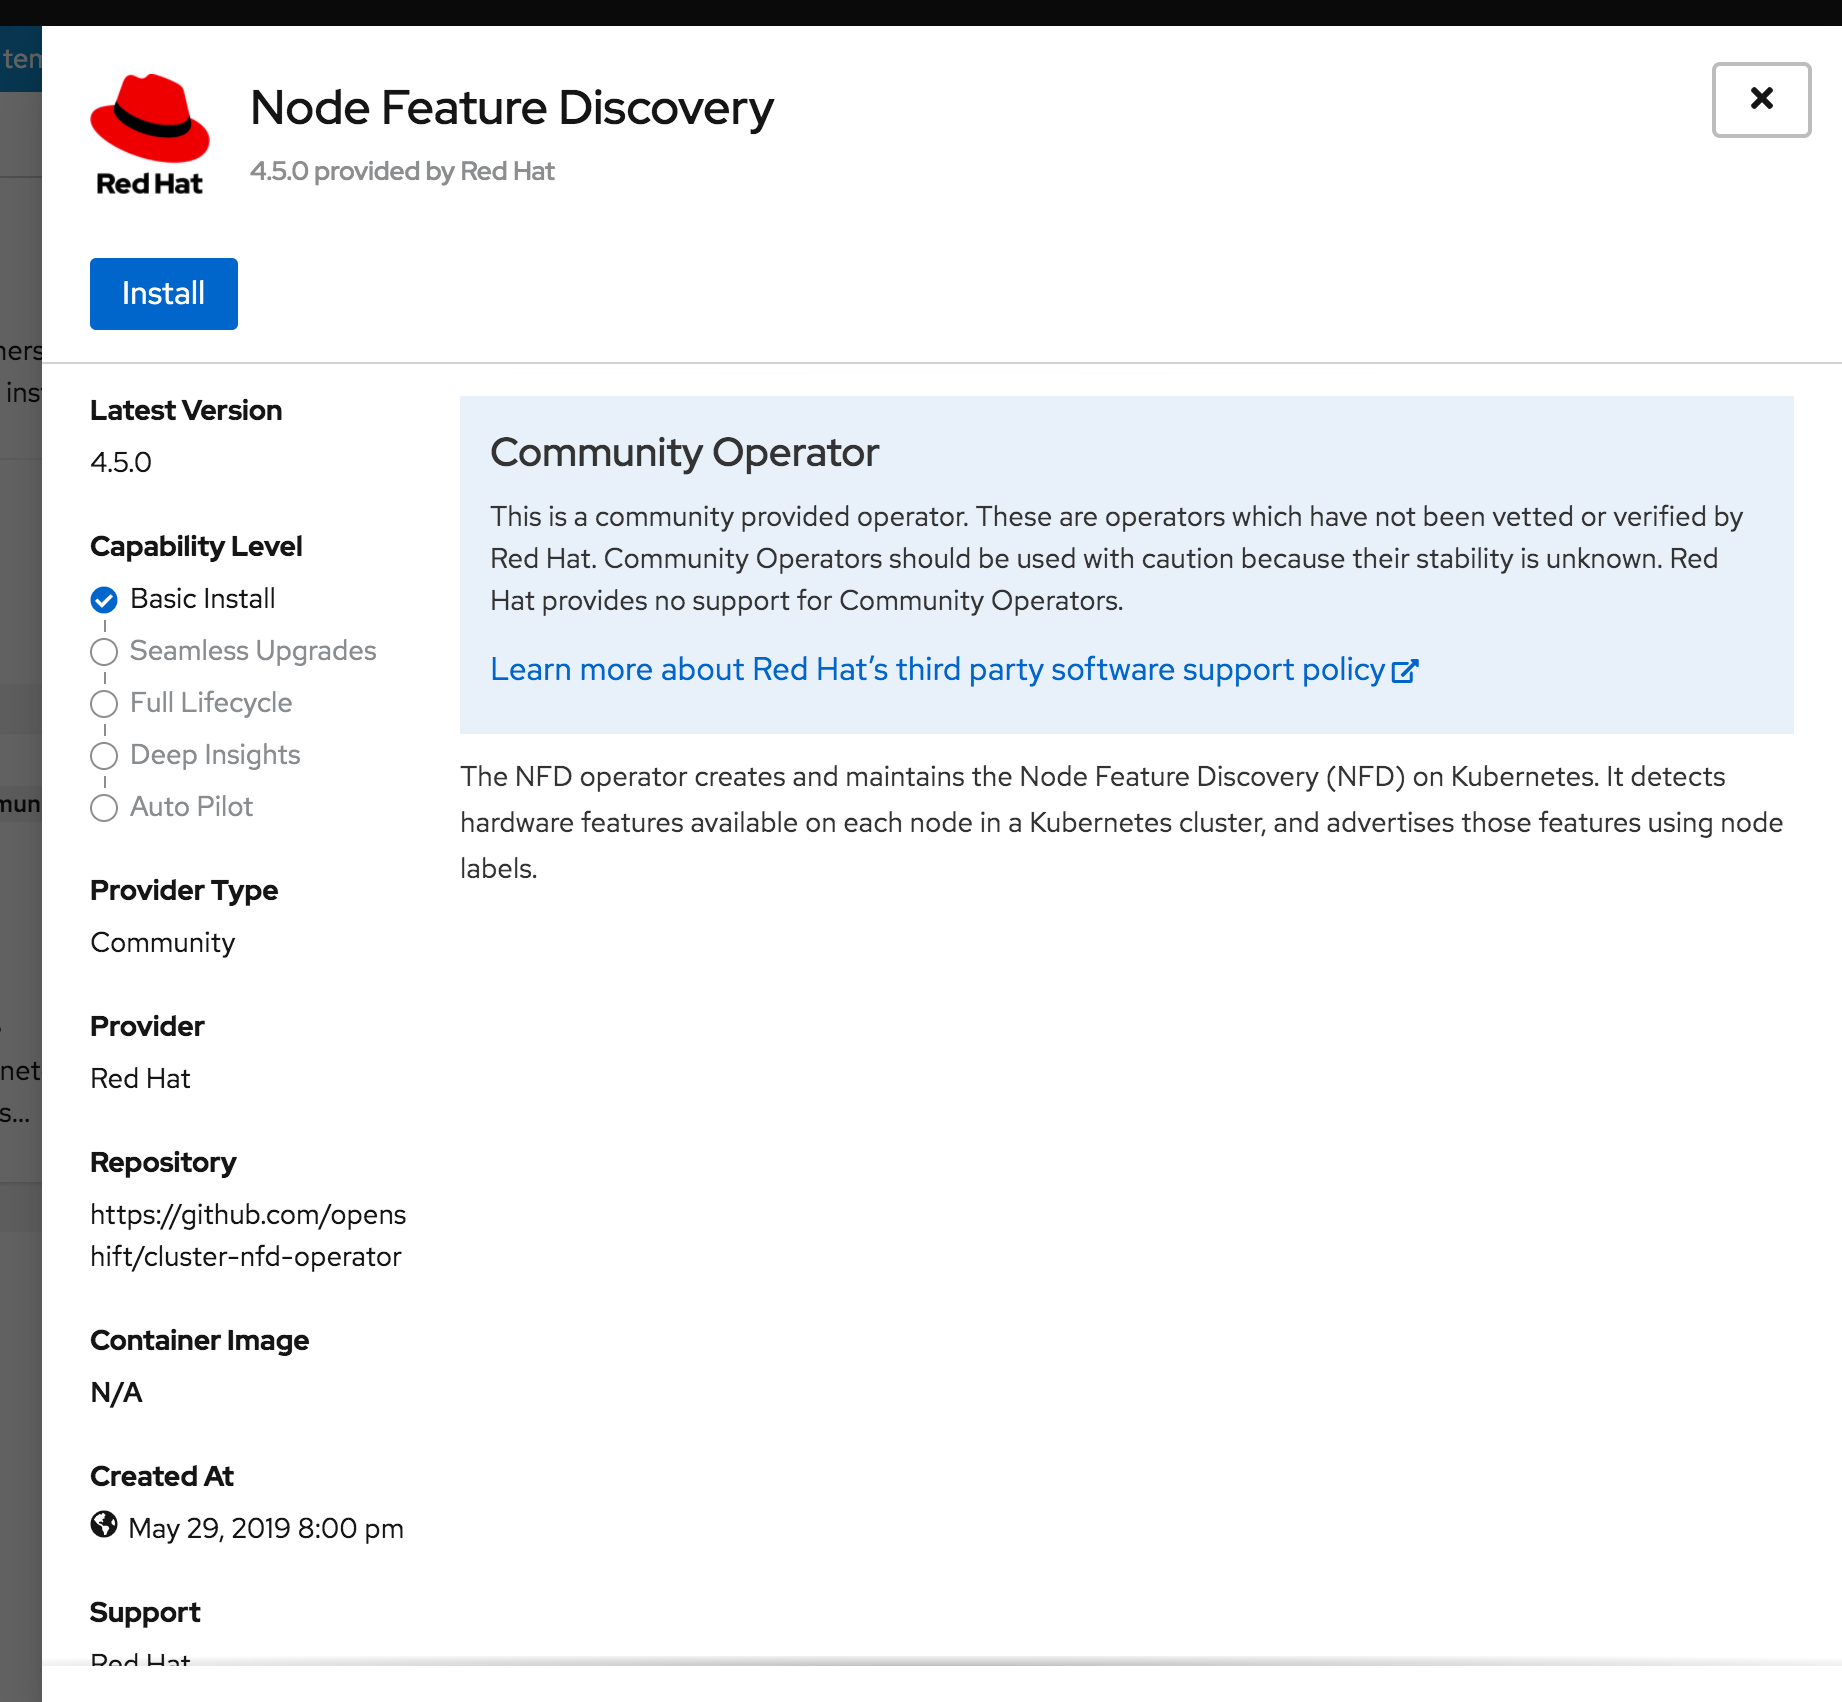 Red Hat
Node Feature Discovery
4.5.0 provided by Red Hat
Install
Latest Version
4.5.0
Capability Level
Basic Install
Seamless Upgrades
Full Lifecycle
Deep Insights
Auto Pilot
Provider Type
Community
Provider
Red Hat
Repository
https://github.com/opens
hift/cluster-nfd-operator
Container Image
N/A
Created At
May 29, 2019 8:00 pm
Support
Red Hat
Community Operator
This is a community provided operator. These are operators which have not been vetted or verified by
Red Hat. Community Operators should be used with caution because their stability is unknown. Red
Hat provides no support for Community Operators.
Learn more about Red Hat's third party software support policy
The NFD operator creates and maintains the Node Feature Discovery (NFD) on Kubernetes. It detects
hardware features available on each node in a Kubernetes cluster, and advertises those features using node
labels.